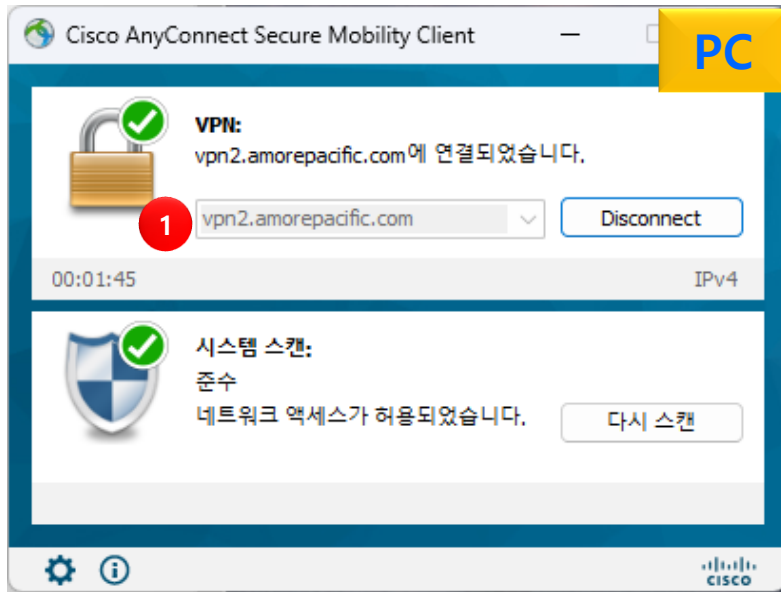 Cisco AnyConnect Secure Mobility Client
PC
VPN:
vpn2.amorepacific.com에 연결되었습니다.
1
vpn2.amorepacific.com
Disconnect
00:01:45
IPv4
시스템 스캔:
준수
네트워크 액세스가 허용되었습니다.
다시 스캔
CISCO